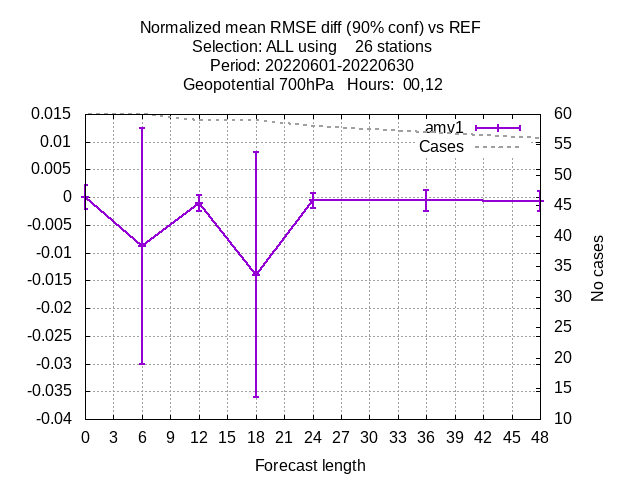 Normalized mean RMSE diff (90% conf) vs REF
Selection: ALL using    26 stations
Period: 20220601-20220630
Geopotential 700hPa   Hours:  00,12
0.015
0.01
0.005
0
-0.005
-0.01
-0.015
-0.02
-0.025
-0.03
-0.035
-0.04
amv1
Cases
60
55
50
45
40
35
30
25
20
15
10
No cases
0 3 6 9 12 15 18 21 24 27 30 33 36 39 42 45 48
Forecast length